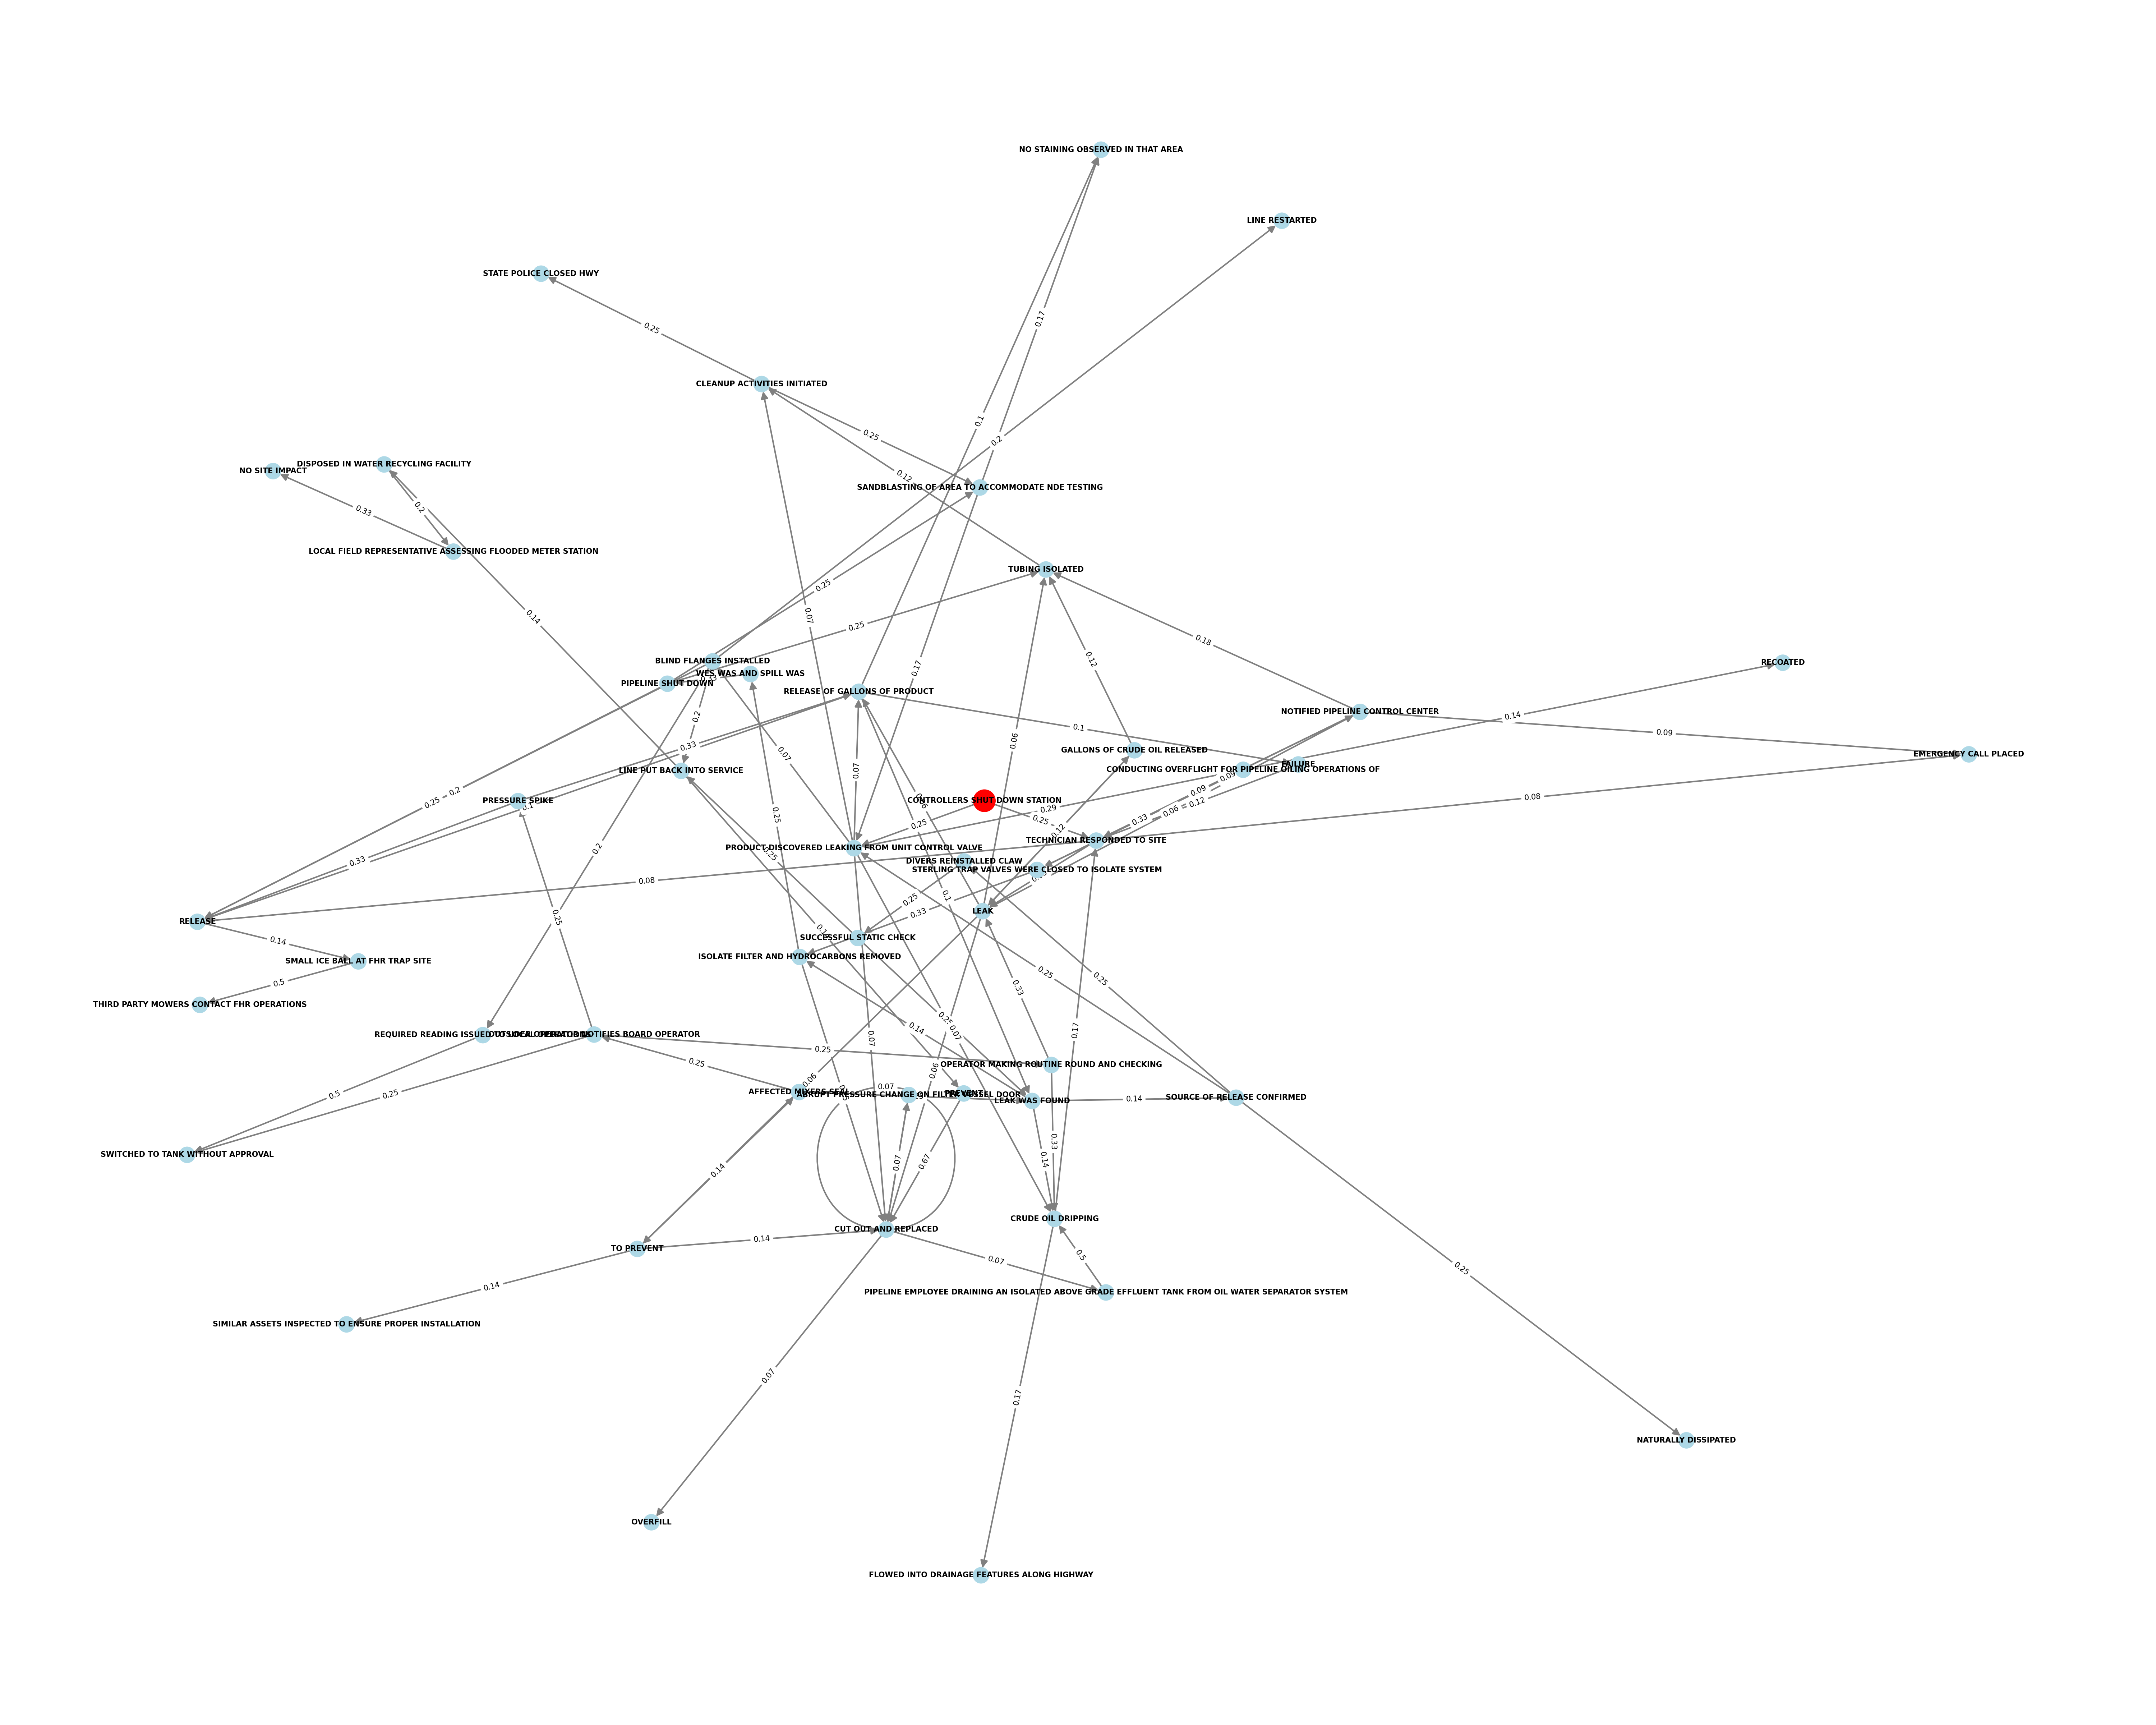 NO STAINING OBSERVED IN THAT AREA
LINE RESTARTED
STATE POLICE CLOSED HWY
0.17
0.25
CLEANUP ACTIVITIES INITIATED
0.1
0.25
0.2
DISPOSED IN WATER RECYCLING FACILITY
NO SITE IMPACT
0.12
SANDBLASTING OF AREA TO ACCOMMODATE NDE TESTING
0.2
0.33
LOCAL FIELD REPRESENTATIVE ASSESSING FLOODED METER STATION
TUBING ISOLATED
0.25
0.14
0.07
0.25
0.18
BLIND FLANGES INSTALLED
0.12
RECOATED
0.17
WES WAS AND SPILL WAS
PIPELINE SHUT DOWN
0.33
RELEASE OF GALLONS OF PRODUCT
NOTIFIED PIPELINE CONTROL CENTER
0.2
0.14
0.1
0.09
0.06
0.33
GALLONS OF CRUDE OIL RELEASED
0.07
EMERGENCY CALL PLACED
FAILURE
CONDUCTING OVERFLIGHT FOR PIPELINE OILING OPERATIONS OF
LINE PUT BACK INTO SERVICE
0.07
0.09
0.09
0.2
0.08
PRESSURE SPIKE
CONTROLLERS SHUT DOWN STATION
0.25
0.1
0.29
0.06
0.12
0.25
0.25
0.33
0.25
0.12
TECHNICIAN RESPONDED TO SITE
PRODUCT DISCOVERED LEAKING FROM UNIT CONTROL VALVE
0.2
0.25
0.33
DIVERS REINSTALLED CLAW
STERLING TRAP VALVES WERE CLOSED TO ISOLATE SYSTEM
0.08
0.1
0.25
LEAK
0.33
0.25
RELEASE
SUCCESSFUL STATIC CHECK
0.14
ISOLATE FILTER AND HYDROCARBONS REMOVED
SMALL ICE BALL AT FHR TRAP SITE
0.25
0.25
0.5
0.33
THIRD PARTY MOWERS CONTACT FHR OPERATIONS
0.25
0.14
0.17
0.07
REQUIRED READING ISSUED TO LOCAL OPERATIONS
OUTSIDE OPERATOR NOTIFIES BOARD OPERATOR
0.07
0.25
0.25
OPERATOR MAKING ROUTINE ROUND AND CHECKING
0.06
0.06
0.07
AFFECTED MIXERS SEAL
PREVENT
ABRUPT PRESSURE CHANGE ON FILTER VESSEL DOOR
0.5
0.25
LEAK WAS FOUND
0.14
SOURCE OF RELEASE CONFIRMED
0.33
SWITCHED TO TANK WITHOUT APPROVAL
0.14
0.07
0.67
0.14
CRUDE OIL DRIPPING
CUT OUT AND REPLACED
0.14
TO PREVENT
0.5
0.07
0.25
0.14
PIPELINE EMPLOYEE DRAINING AN ISOLATED ABOVE GRADE EFFLUENT TANK FROM OIL WATER SEPARATOR SYSTEM
SIMILAR ASSETS INSPECTED TO ENSURE PROPER INSTALLATION
0.07
0.17
NATURALLY DISSIPATED
OVERFILL
FLOWED INTO DRAINAGE FEATURES ALONG HIGHWAY